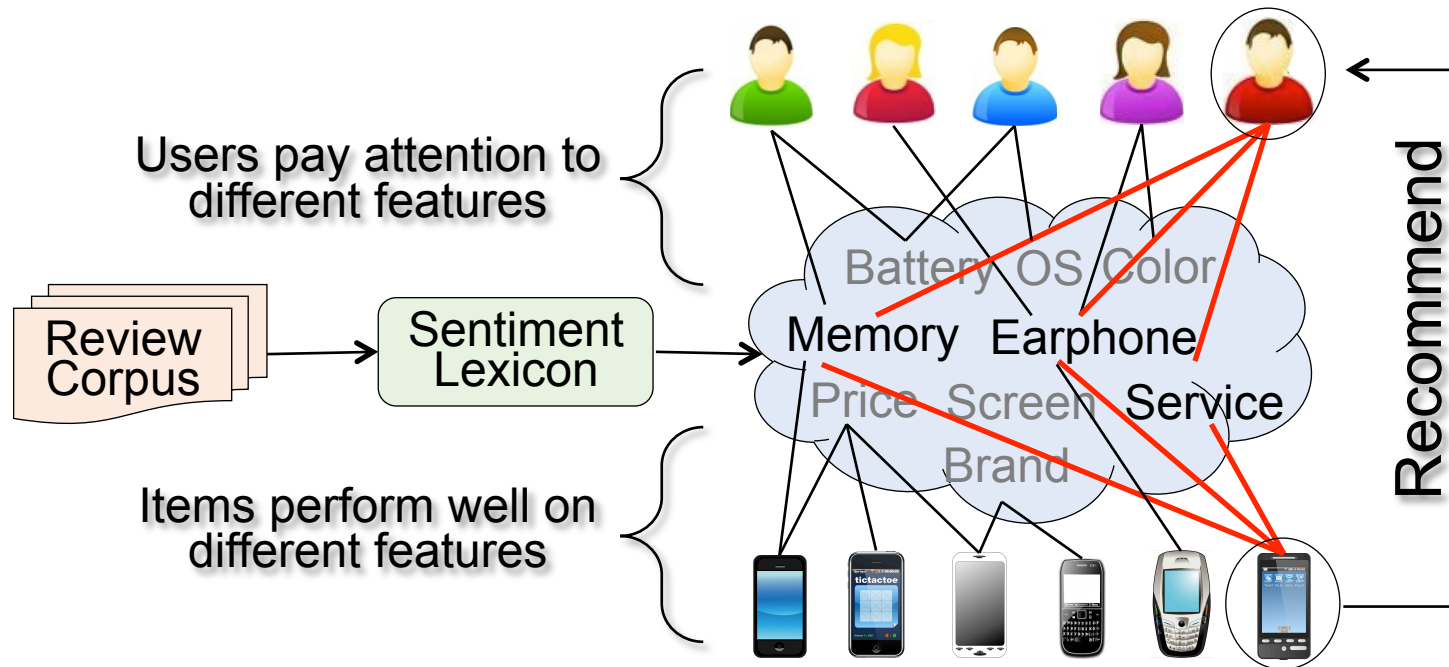 Users pay attention to
different features
Recommend
Battery OS Color
Review
Corpus
Sentiment
Lexicon
Memory Earphone
Price Screen Service
Brand
Items perform well on
different features
tictactoe